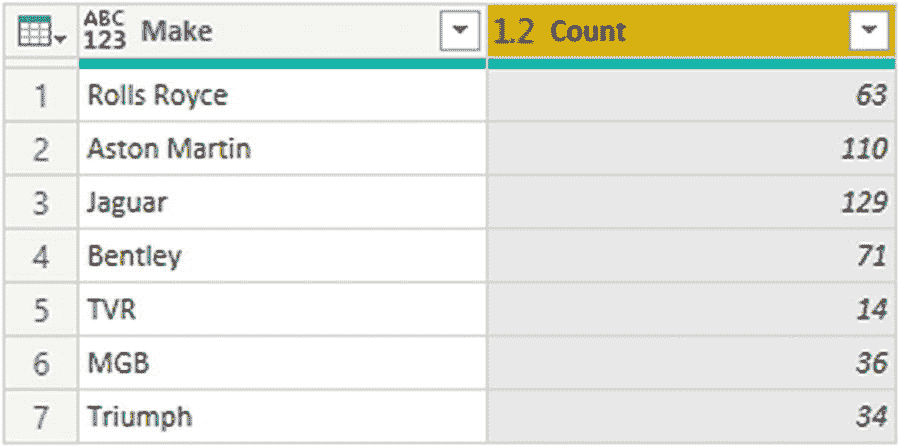 ABC 123 Make 1.2 Count
1 Rolls Royce 63
2 Aston Martin 110
3 Jaguar 129
4 Bentley 71
5 TVR 14
6 MGB 36
7 Triumph 34